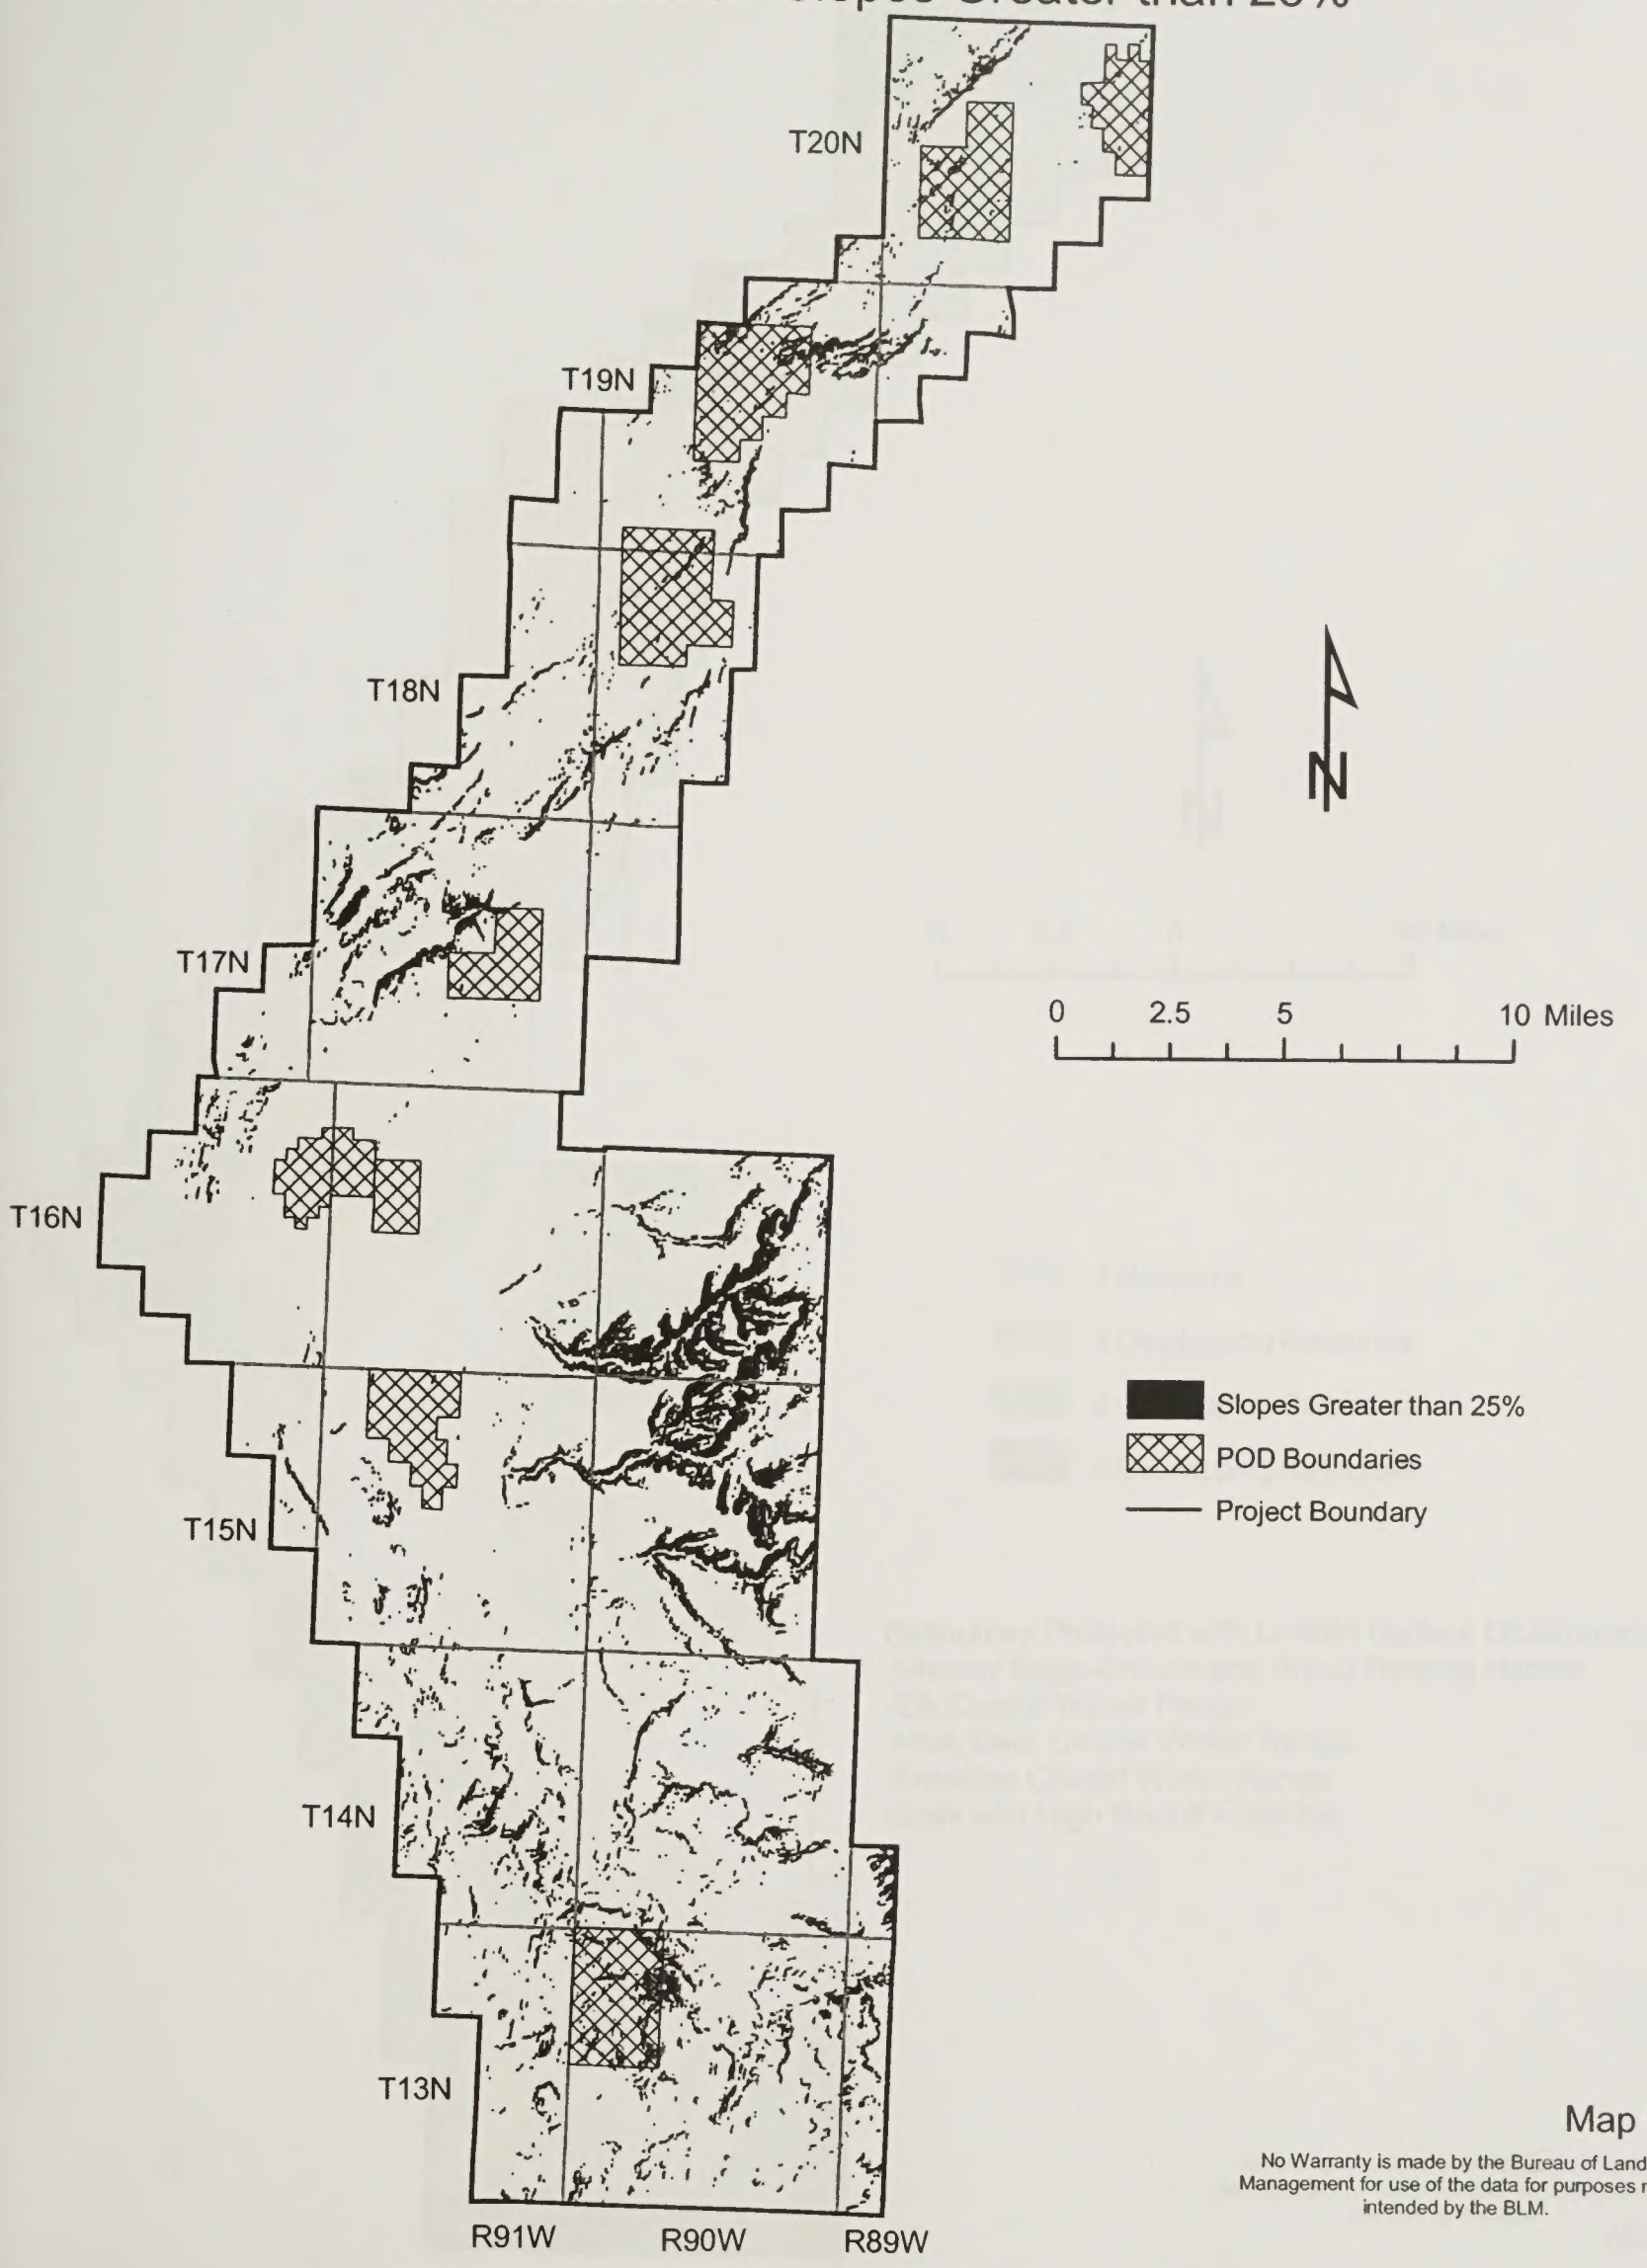 Slopes Greater than 25%
T20N
T19N
T18N
T17N
T16N
T15N
T14N
T13N
R91W
R90W
R89W
N
0
2.5
5
10 Miles
Slopes Greater than 25%
POD Boundaries
Project Boundary
Map
No Warranty is made by the Bureau of Land
Management for use of the data for purposes
intended by the BLM.